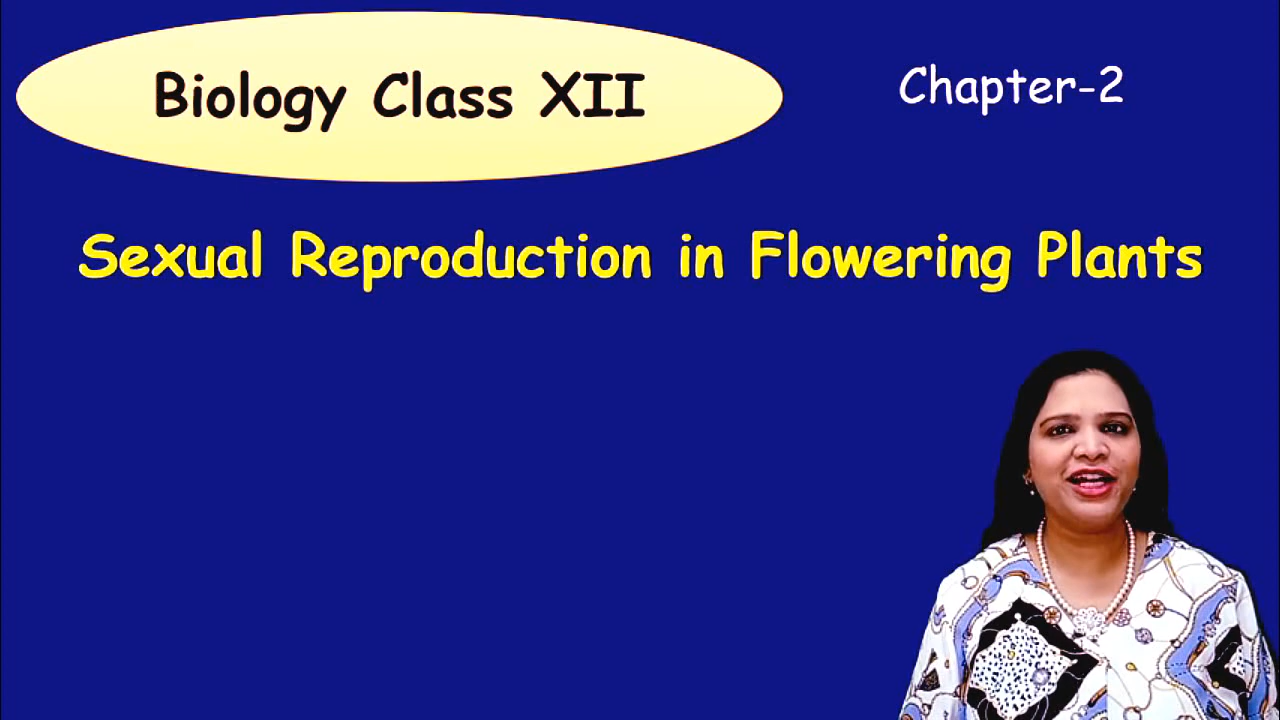 Biology Class XII
Chapter-2
Sexual Reproduction in Flowering Plants